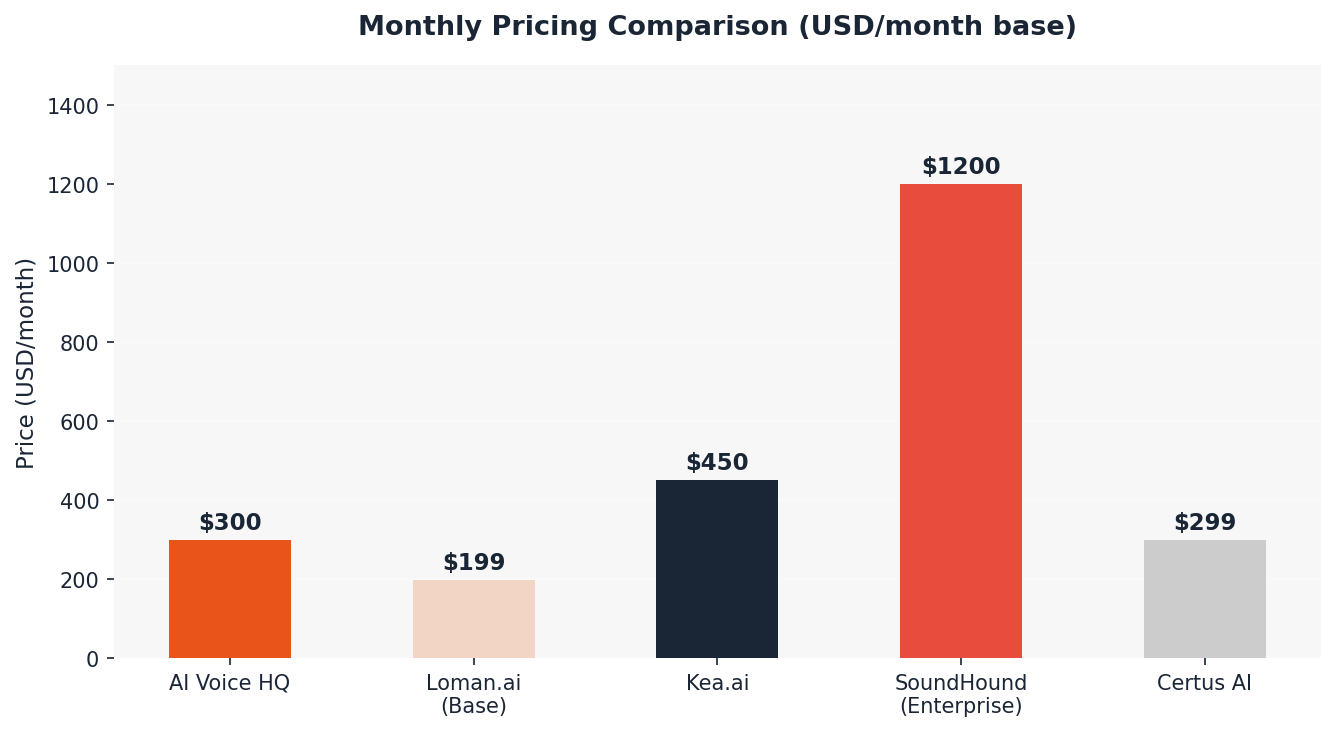 Monthly Pricing Comparison (USD/month base)
Price (USD/month)
1400
1200
1000
800
600
400
200
0
$300
$199
$450
$1200
$299
AI Voice HQ
Loman.ai
(Base)
Kea.ai
SoundHound
(Enterprise)
Certus AI